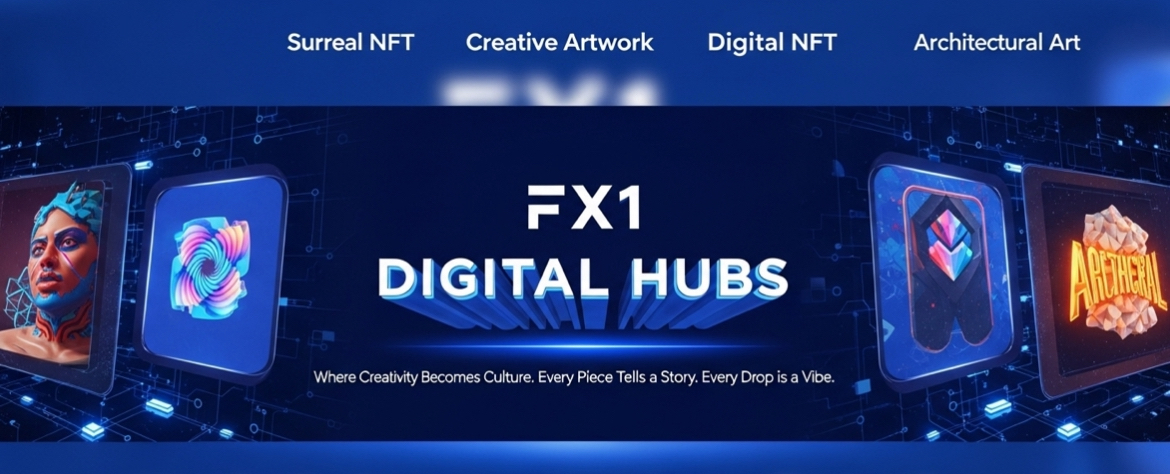 Surreal NFT Creative Artwork Digital NFT Architectural Art
FX1
DIGITAL HUBS
Where Creativity Becomes Culture. Every Piece Tells a Story. Every Drop is a Vibe.